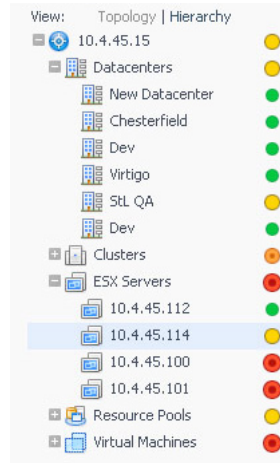 View: Topology | Hierarchy
10.4.45.15
Datacenters
New Datacenter
Chesterfield
Dev
Virtigo
StL QA
Dev
Clusters
ESX Servers
10.4.45.112
10.4.45.114
10.4.45.100
10.4.45.101
Resource Pools
Virtual Machines